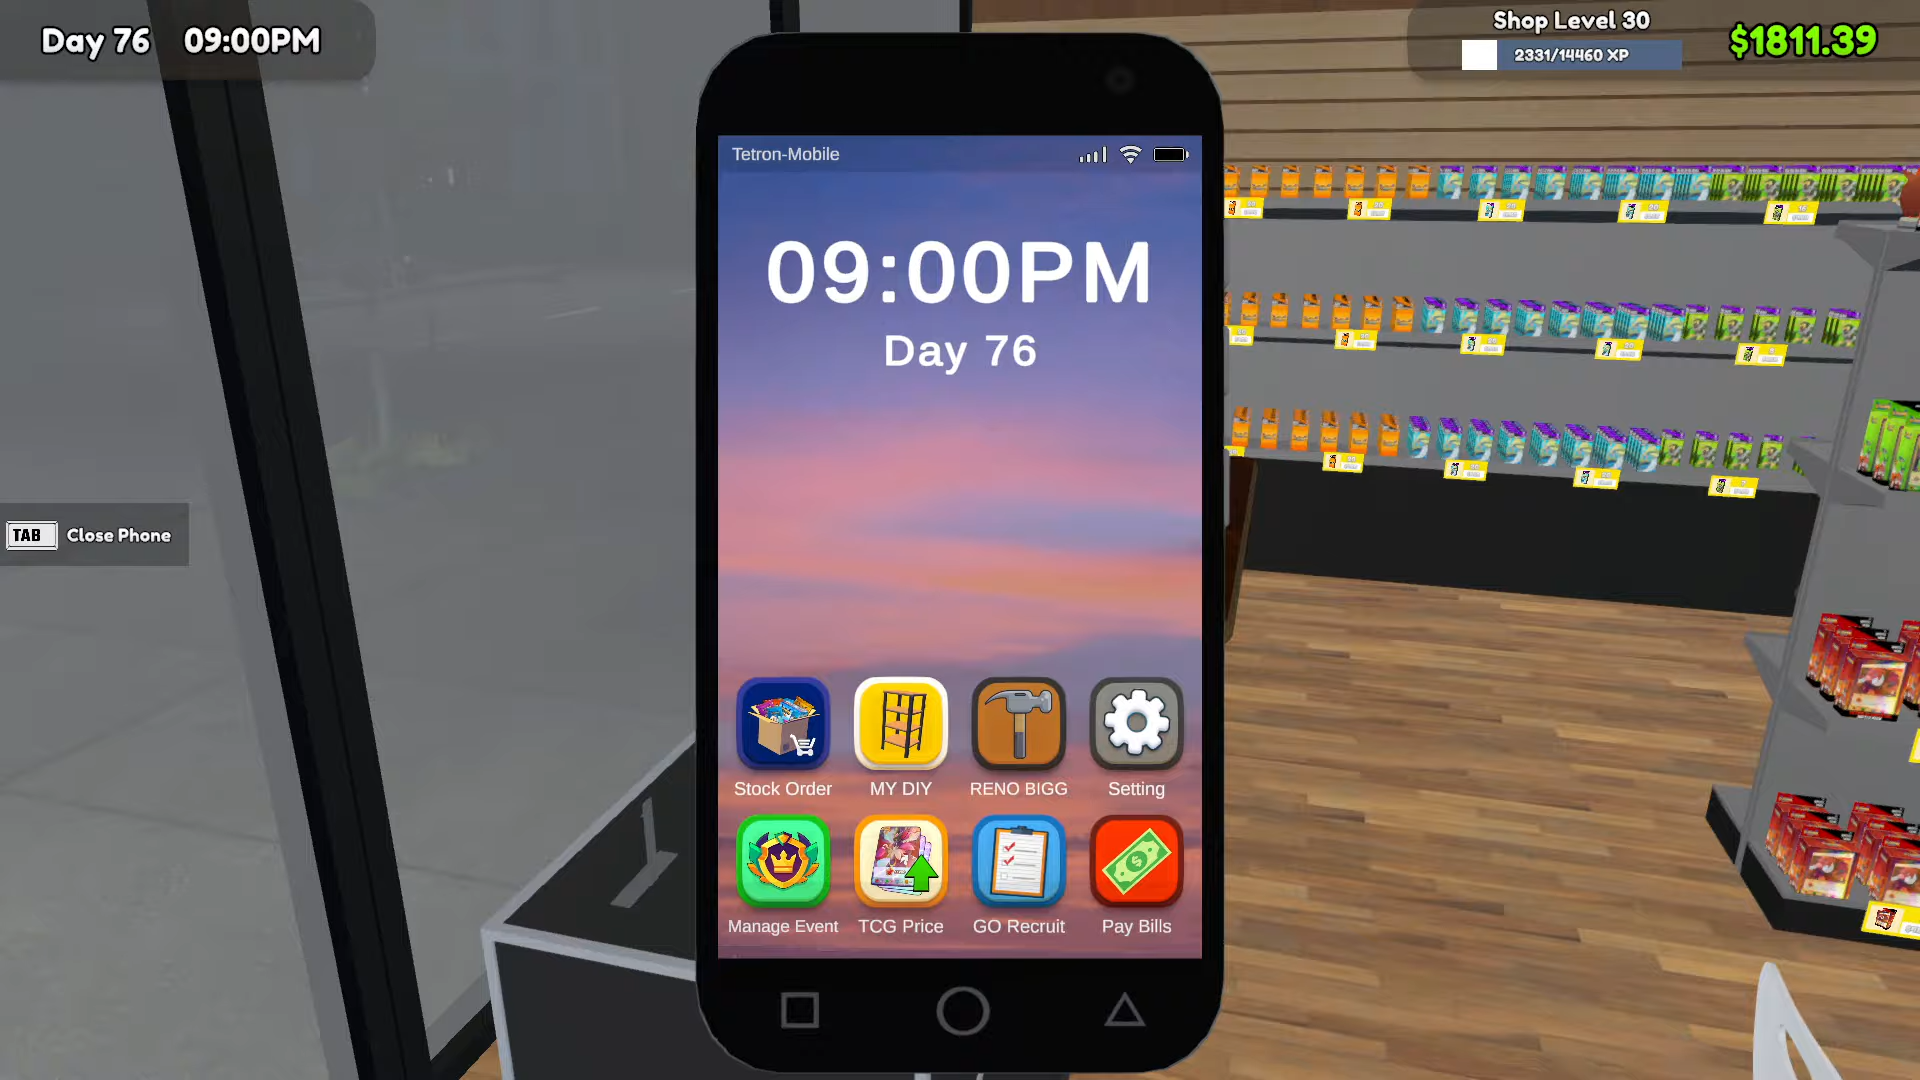 Day 76 09:00PM
Shop Level 30
2331/14460 XP
$1811.39
Tetron-Mobile
09:00PM
Day 76
TAB Close Phone
Stock Order MY DIY RENO BIGG Setting
Manage Event TCG Price GO Recruit Pay Bills